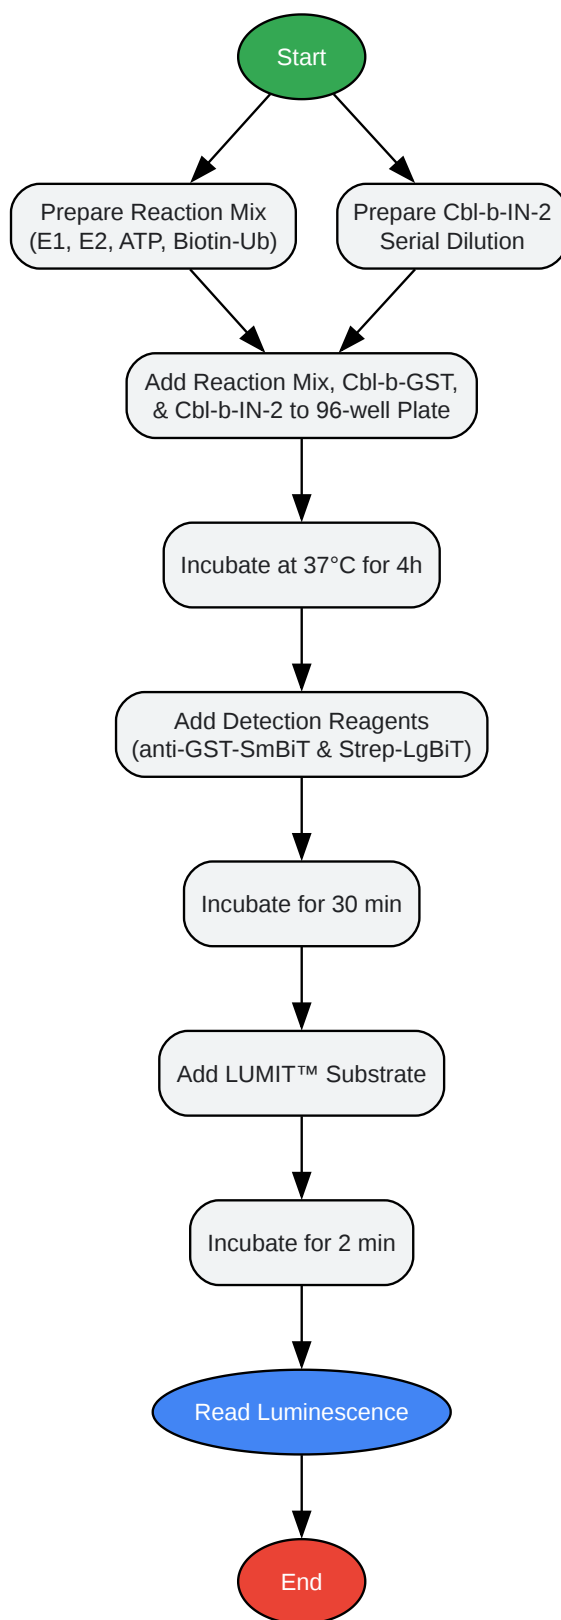 Start
Prepare Reaction Mix
(E1, E2, ATP, Biotin-Ub)
Prepare Cbl-b-IN-2
Serial Dilution
Add Reaction Mix, Cbl-b-GST,
& Cbl-b-IN-2 to 96-well Plate
Incubate at 37°C for 4h
Add Detection Reagents
(anti-GST-SmBiT & Strep-LgBiT)
Incubate for 30 min
Add LUMIT™ Substrate
Incubate for 2 min
Read Luminescence
End